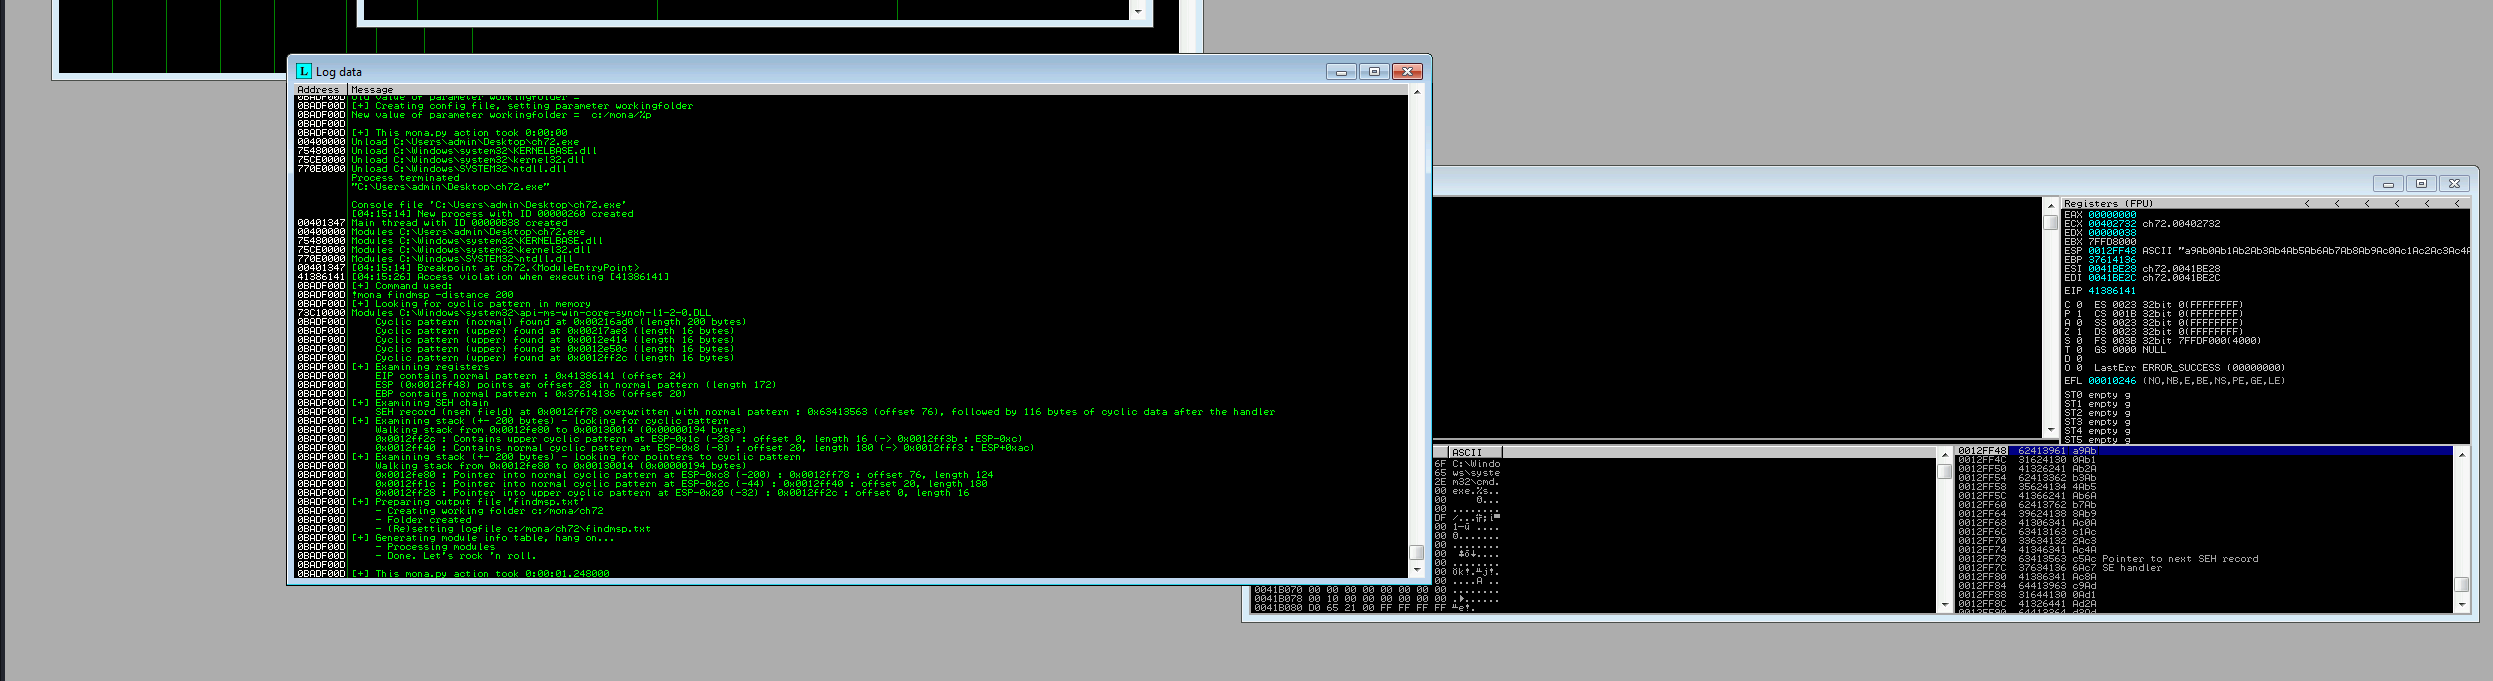 Log data
Address Message
0BADF00D Old value of parameter workingfolder =
0BADF00D [+] Creating config file, setting parameter workingfolder
0BADF00D New value of parameter workingfolder =  c:/mona/%p
0BADF00D
0BADF00D [+] This mona.py action took 0:00:00
00400000 Unload C:\Users\admin\Desktop\ch72.exe
75480000 Unload C:\Windows\system32\KERNELBASE.dll
75CE0000 Unload C:\Windows\system32\kernel32.dll
770E0000 Unload C:\Windows\SYSTEM32\ntdll.dll
Process terminated
"C:\Users\admin\Desktop\ch72.exe"
Console file 'C:\Users\admin\Desktop\ch72.exe'
[04:15:14] New process with ID 00000260 created
00401347 Main thread with ID 00000B38 created
00400000 Modules C:\Users\admin\Desktop\ch72.exe
75480000 Modules C:\Windows\system32\KERNELBASE.dll
75CE0000 Modules C:\Windows\system32\kernel32.dll
770E0000 Modules C:\Windows\SYSTEM32\ntdll.dll
00401347 [04:15:14] Breakpoint at ch72.<ModuleEntryPoint>
41386141 [04:15:26] Access violation when executing [41386141]
0BADF00D [+] Command used:
0BADF00D !mona findmsp -distance 200
0BADF00D [+] Looking for cyclic pattern in memory
73C10000 Modules C:\Windows\system32\api-ms-win-core-synch-l1-2-0.DLL
0BADF00D Cyclic pattern (normal) found at 0x00216ad0 (length 200 bytes)
0BADF00D Cyclic pattern (upper) found at 0x00217ae8 (length 16 bytes)
0BADF00D Cyclic pattern (upper) found at 0x0012e414 (length 16 bytes)
0BADF00D Cyclic pattern (upper) found at 0x0012e50c (length 16 bytes)
0BADF00D Cyclic pattern (upper) found at 0x0012ff2c (length 16 bytes)
0BADF00D [+] Examining registers
0BADF00D EIP contains normal pattern : 0x41386141 (offset 24)
0BADF00D ESP (0x0012ff48) points at offset 28 in normal pattern (length 172)
0BADF00D EBP contains normal pattern : 0x37614136 (offset 20)
0BADF00D [+] Examining SEH chain
0BADF00D SEH record (nseh field) at 0x0012ff78 overwritten with normal pattern : 0x63413563 (offset 76), followed by 116 bytes of cyclic data after the handler
0BADF00D [+] Examining stack (+- 200 bytes) - looking for cyclic pattern
0BADF00D Walking stack from 0x0012fe80 to 0x00130014 (0x00000194 bytes)
0BADF00D 0x0012ff2c : Contains upper cyclic pattern at ESP-0x1c (-28) : offset 0, length 16 (-> 0x0012ff3b : ESP-0xc)
0BADF00D 0x0012ff40 : Contains normal cyclic pattern at ESP-0x8 (-8) : offset 20, length 180 (-> 0x0012fff3 : ESP+0xac)
0BADF00D [+] Examining stack (+- 200 bytes) - looking for pointers to cyclic pattern
0BADF00D Walking stack from 0x0012fe80 to 0x00130014 (0x00000194 bytes)
0BADF00D 0x0012fe80 : Pointer into normal cyclic pattern at ESP-0xc8 (-200) : 0x0012ff78 : offset 76, length 124
0BADF00D 0x0012ff1c : Pointer into normal cyclic pattern at ESP-0x2c (-44) : 0x0012ff40 : offset 20, length 180
0BADF00D 0x0012ff28 : Pointer into upper cyclic pattern at ESP-0x20 (-32) : 0x0012ff2c : offset 0, length 16
0BADF00D [+] Preparing output file 'findmsp.txt'
0BADF00D - Creating working folder c:/mona/ch72
0BADF00D - Folder created
0BADF00D - (Re)setting logfile c:/mona/ch72\findmsp.txt
0BADF00D [+] Generating module info table, hang on...
0BADF00D - Processing modules
0BADF00D - Done. Let's rock 'n roll.
0BADF00D
0BADF00D [+] This mona.py action took 0:00:01.248000
Registers (FPU) < < < < < <
EAX 00000000
ECX 00402732 ch72.00402732
EDX 00000038
EBX 7FFD8000
ESP 0012FF48 ASCII "a9Ab0Ab1Ab2Ab3Ab4Ab5Ab6Ab7Ab8Ab9Ac0Ac1Ac2Ac3Ac4A
EBP 37614136
ESI 0041BE28 ch72.0041BE28
EDI 0041BE2C ch72.0041BE2C
EIP 41386141
C 0 ES 0023 32bit 0(FFFFFFFF)
P 1 CS 001B 32bit 0(FFFFFFFF)
A 0 SS 0023 32bit 0(FFFFFFFF)
Z 1 DS 0023 32bit 0(FFFFFFFF)
S 0 FS 003B 32bit 7FFDF000(4000)
T 0 GS 0000 NULL
D 0
O 0 LastErr ERROR_SUCCESS (00000000)
EFL 00010246 (NO,NB,E,BE,NS,PE,GE,LE)
ST0 empty g
ST1 empty g
ST2 empty g
ST3 empty g
ST4 empty g
ST5 empty g
ASCII
6F C:\Windo
65 ws\syste
2E m32\cmd.
00 exe.%s..
00 0...
00 ........
00 ........
0041B070 00 00 00 00 00 00 00 00 ........
0041B078 00 10 00 00 00 00 00 00
0041B080 D0 65 21 00 FF FF FF FF
0012FF48 62413961 a9Ab
0012FF4C 31624130 0Ab1
0012FF50 41326241 Ab2A
0012FF54 62413362 b3Ab
0012FF58 35624134 4Ab5
0012FF5C 41366241 Ab6A
0012FF60 62413762 b7Ab
0012FF64 39624138 8Ab9
0012FF68 41306341 Ac0A
0012FF6C 63413163 c1Ac
0012FF70 33634132 2Ac3
0012FF74 41346341 Ac4A
0012FF78 63413563 c5Ac Pointer to next SEH record
0012FF7C 37634136 6Ac7 SE handler
0012FF80 41386341 Ac8A
0012FF84 64413963 c9Ad
0012FF88 31644130 0Ad1
0012FF8C 41326441 Ad2A
0012FF90 64413364 d3Ad